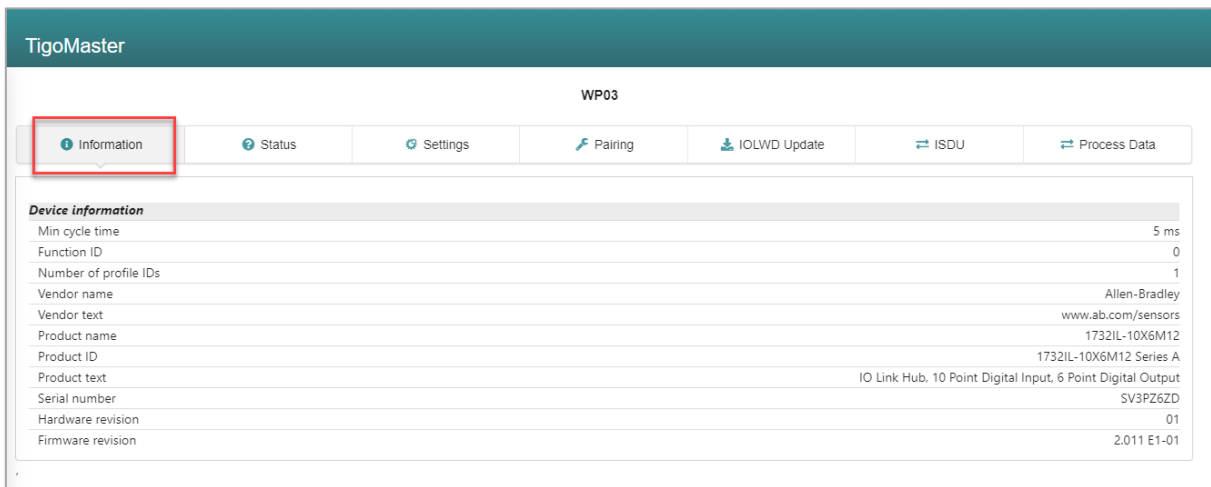 TigoMaster
WP03
Information Status Settings Pairing IOLWD Update ISDU Process Data
Device information
Min cycle time 5 ms
Function ID 0
Number of profile IDs 1
Vendor name Allen-Bradley
Vendor text www.ab.com/sensors
Product name 1732IL-10X6M12
Product ID 1732IL-10X6M12 Series A
Product text IO Link Hub, 10 Point Digital Input, 6 Point Digital Output
Serial number SV3PZ6ZD
Hardware revision 01
Firmware revision 2.011 E1-01